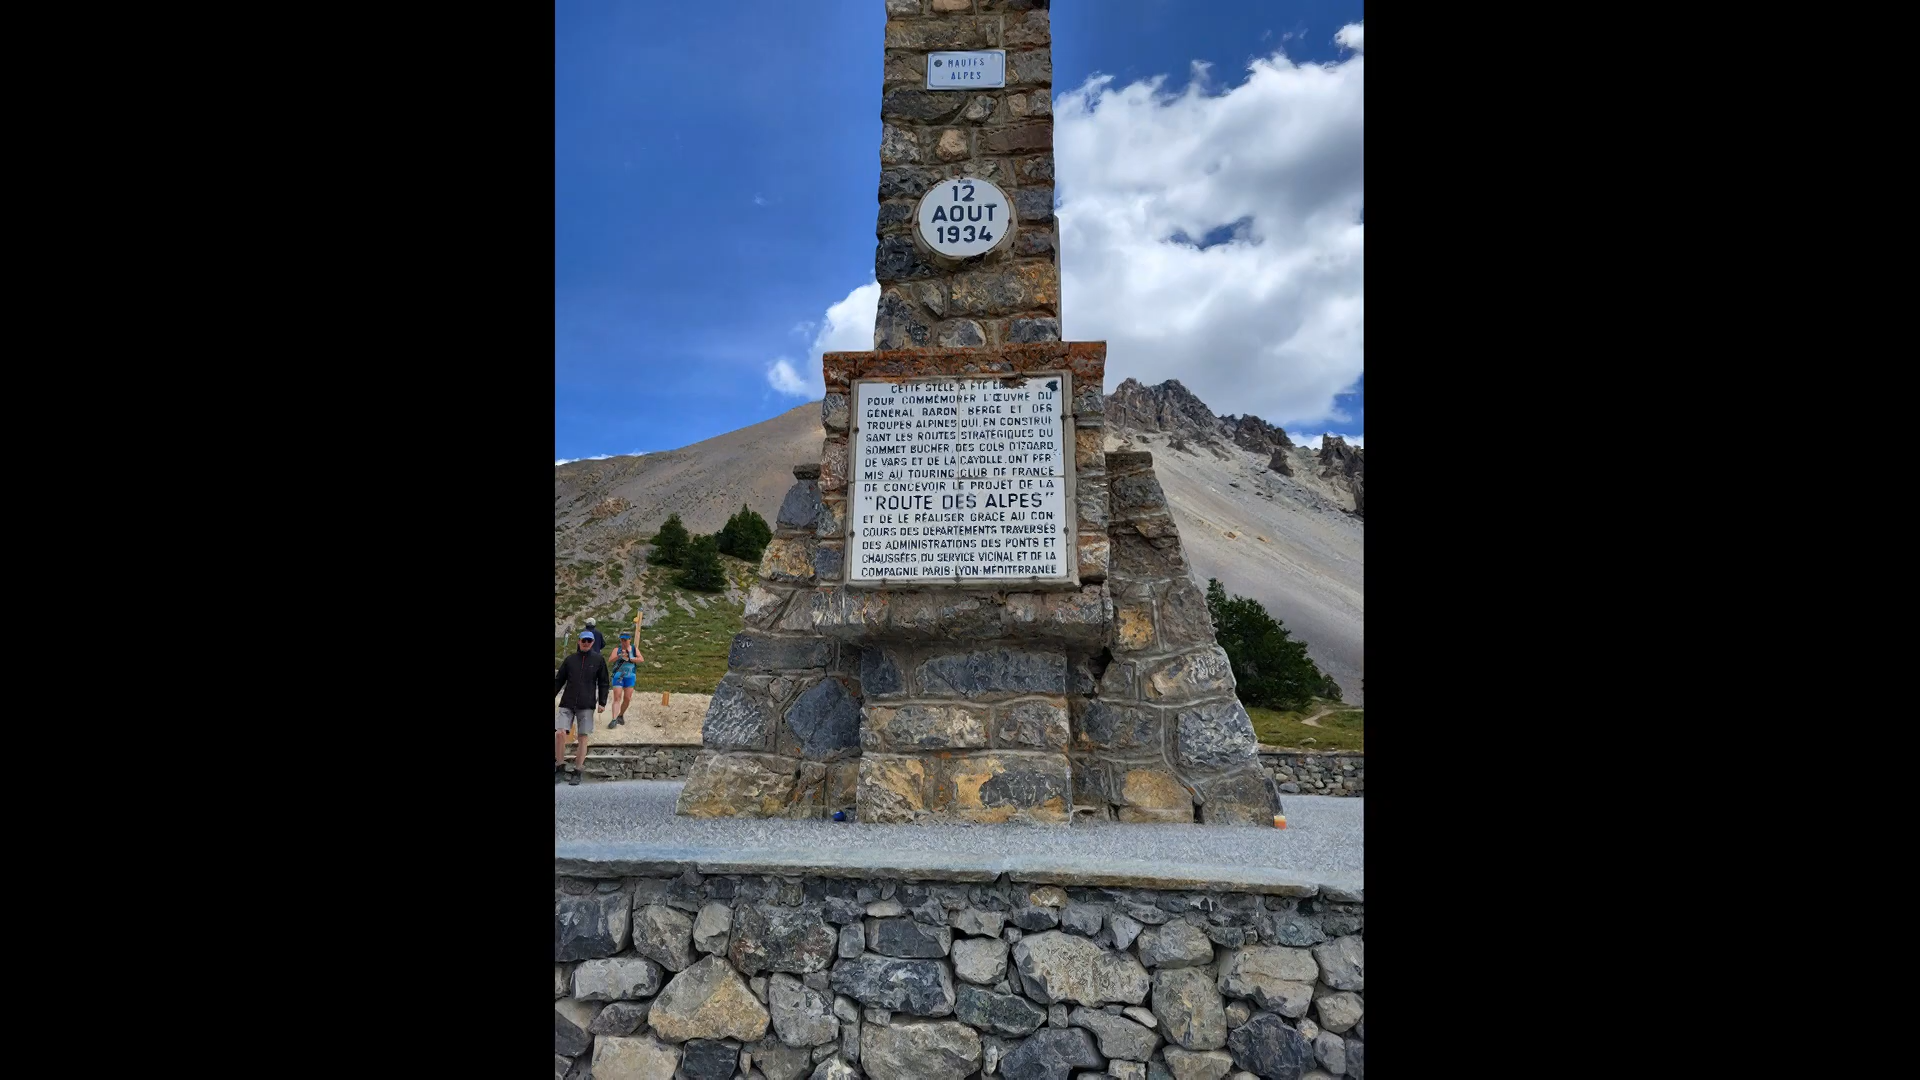 HAUTES
ALPES
12
AOUT
1934
CETTE STÈLE A ÉTÉ
POUR COMMÉMORER L'ŒUVRE DU
GÉNÉRAL BARON BERGE ET DES
TROUPES ALPINES QUI EN CONSTRUI
SANT LES ROUTES STRATÉGIQUES DU
SOMMET BUCHER, DES COLS D'IZOARD,
DE VARS ET DE LA CAYOLLE, ONT PER
MIS AU TOURING CLUB DE FRANCE
DE CONCEVOIR LE PROJET DE LA
"ROUTE DES ALPES"
ET DE LE RÉALISER GRACE AU CON
COURS DES DÉPARTEMENTS TRAVERSÉS
DES ADMINISTRATIONS DES PONTS ET
CHAUSSÉES, DU SERVICE VICINAL ET DE LA
COMPAGNIE PARIS-LYON-MÉDITERRANÉE